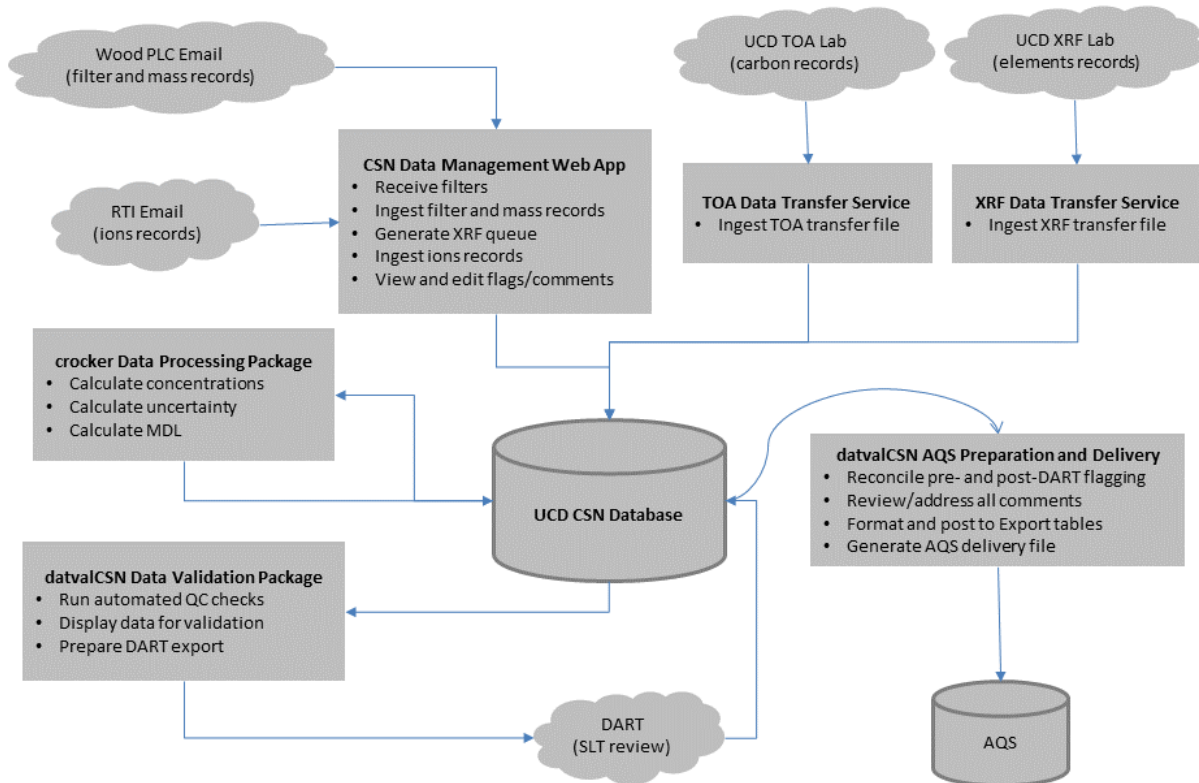 Wood PLC Email
(filter and mass records)
UCD TOA Lab
(carbon records)
UCD XRF Lab
(elements records)
CSN Data Management Web App
• Receive filters
• Ingest filter and mass records
• Generate XRF queue
• Ingest ions records
• View and edit flags/comments
TOA Data Transfer Service
• Ingest TOA transfer file
XRF Data Transfer Service
• Ingest XRF transfer file
RTI Email
(ions records)
crocker Data Processing Package
• Calculate concentrations
• Calculate uncertainty
• Calculate MDL
UCD CSN Database
datvalCSN AQS Preparation and Delivery
• Reconcile pre- and post-DART flagging
• Review/address all comments
• Format and post to Export tables
• Generate AQS delivery file
datvalCSN Data Validation Package
• Run automated QC checks
• Display data for validation
• Prepare DART export
DART
(SLT review)
AQS